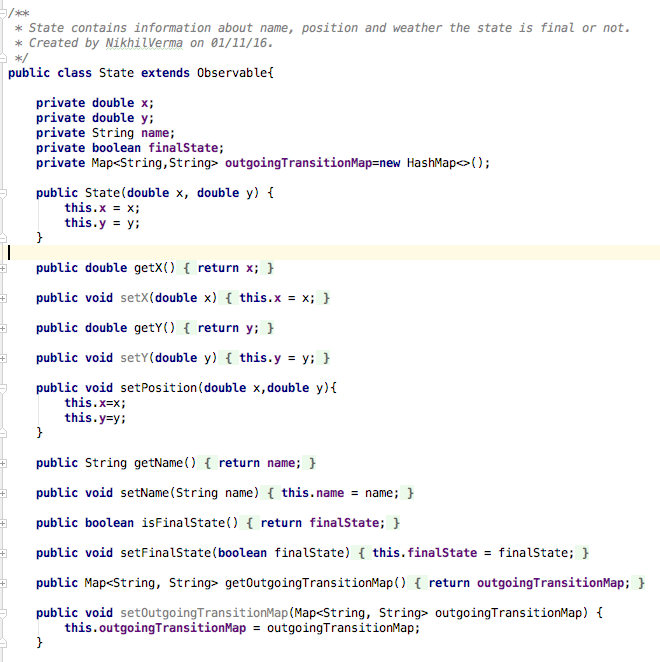 /**
 * State contains information about name, position and weather the state is final or not.
 * Created by NikhilVerma on 01/11/16.
 */
public class State extends Observable{
    private double x;
    private double y;
    private String name;
    private boolean finalState;
    private Map<String,String> outgoingTransitionMap=new HashMap<>();
    public State(double x, double y) {
        this.x = x;
        this.y = y;
    }
    public double getX() { return x; }
    public void setX(double x) { this.x = x; }
    public double getY() { return y; }
    public void setY(double y) { this.y = y; }
    public void setPosition(double x,double y){
        this.x=x;
        this.y=y;
    }
    public String getName() { return name; }
    public void setName(String name) { this.name = name; }
    public boolean isFinalState() { return finalState; }
    public void setFinalState(boolean finalState) { this.finalState = finalState; }
    public Map<String, String> getOutgoingTransitionMap() { return outgoingTransitionMap; }
    public void setOutgoingTransitionMap(Map<String, String> outgoingTransitionMap) {
        this.outgoingTransitionMap = outgoingTransitionMap;
    }